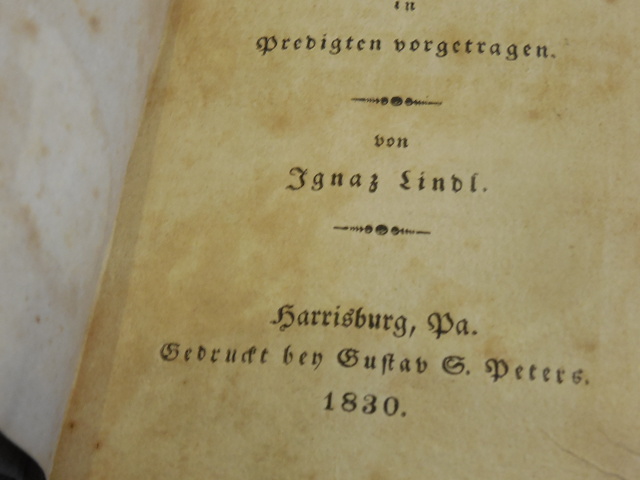 in
Predigten vorgetragen.
von
Ignaz Lindl.
Harrisburg, Pa.
Gedruckt bey Gustav S. Peters.
1830.